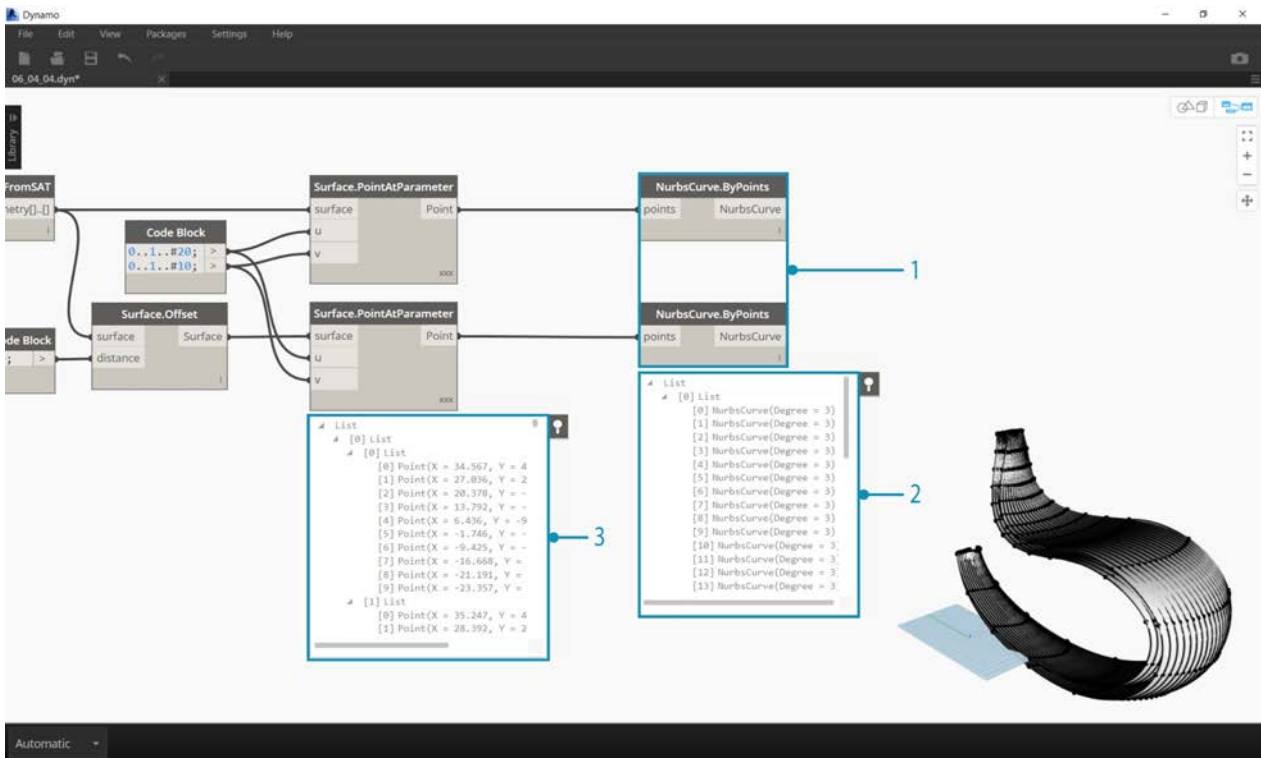 Dynamo
File Edit View Packages Settings Help
06_04_04.dyn*
Library
FromSAT
metry[]..[]
Code Block
0..1..#20; >
0..1..#10; >
Surface.PointAtParameter
surface Point
u
v
xxx
NurbsCurve.ByPoints
points NurbsCurve
1
Surface.Offset
surface Surface
distance
de Block
; >
Surface.PointAtParameter
surface Point
u
v
xxx
NurbsCurve.ByPoints
points NurbsCurve
List
[0] List
[0] List
[0] Point(X = 34.567, Y = 4
[1] Point(X = 27.036, Y = 2
[2] Point(X = 20.378, Y = -
[3] Point(X = 13.792, Y = -
[4] Point(X = 6.436, Y = -9
[5] Point(X = -1.746, Y = -
[6] Point(X = -9.425, Y = -
[7] Point(X = -16.668, Y =
[8] Point(X = -21.191, Y =
[9] Point(X = -23.357, Y =
[1] List
[0] Point(X = 35.247, Y = 4
[1] Point(X = 28.392, Y = 2
3
List
[0] List
[0] NurbsCurve(Degree = 3)
[1] NurbsCurve(Degree = 3)
[2] NurbsCurve(Degree = 3)
[3] NurbsCurve(Degree = 3)
[4] NurbsCurve(Degree = 3)
[5] NurbsCurve(Degree = 3)
[6] NurbsCurve(Degree = 3)
[7] NurbsCurve(Degree = 3)
[8] NurbsCurve(Degree = 3)
[9] NurbsCurve(Degree = 3)
[10] NurbsCurve(Degree = 3
[11] NurbsCurve(Degree = 3
[12] NurbsCurve(Degree = 3
[13] NurbsCurve(Degree = 3
2
Automatic